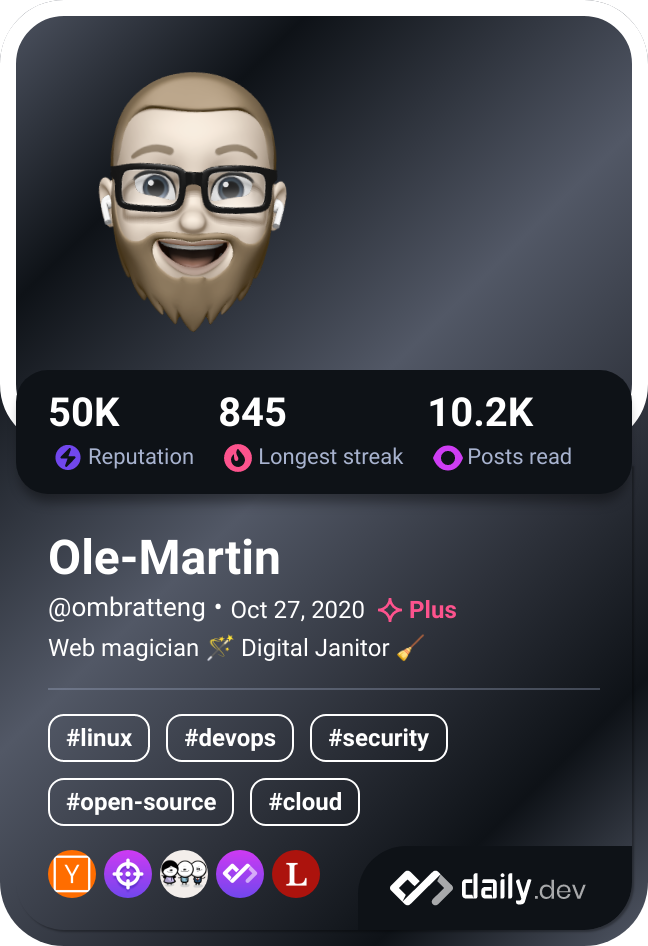 50K 845 10.2K
Reputation Longest streak Posts read
Ole-Martin
@ombratteng • Oct 27, 2020 Plus
Web magician 🪄 Digital Janitor 🧹
#linux #devops #security
#open-source #cloud
Y L
daily.dev